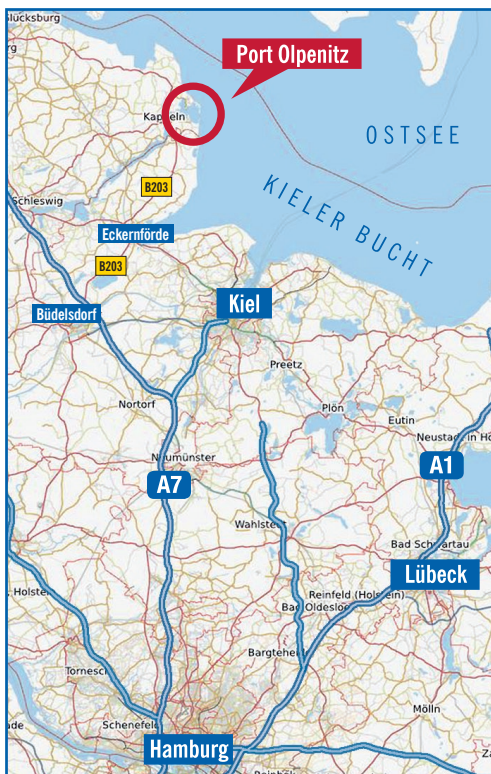 Glücksburg
Port Olpenitz
Kappeln
OSTSEE
B203
Schleswig
KIELER BUCHT
Eckernförde
B203
Büdelsdorf
Kiel
Preetz
Plön
Nortorf
Eutin
Neustadt in Ho
Neumünster
A7
A1
Wahlstedt
Bad Schwartau
Lübeck
Holstein
Reinfeld (Holstein)
Bad Oldesloe
Bargteheide
Tornesch
Mölln
Schenefeld
Hamburg